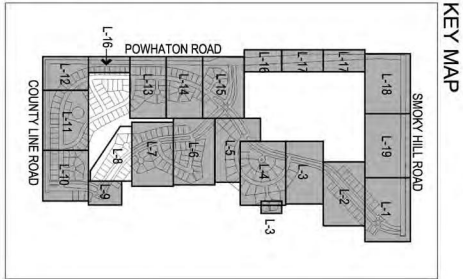 KEY MAP
SMOKY HILL ROAD
POWHATON ROAD
COUNTY LINE ROAD
L-16
L-12
L-13
L-14
L-15
L-16
L-17
L-17
L-18
L-11
L-19
L-10
L-9
L-8
L-7
L-6
L-5
L-4
L-3
L-2
L-1
L-3